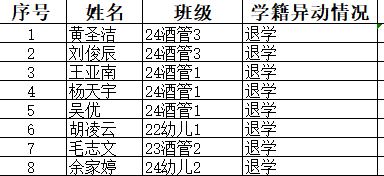 序号 姓名 班级 学籍异动情况
1 黄圣洁 24酒管3 退学
2 刘俊辰 24酒管3 退学
3 王亚南 24酒管1 退学
4 杨天宇 24酒管1 退学
5 吴优 24酒管1 退学
6 胡凌云 22幼儿1 退学
7 毛志文 23酒管2 退学
8 余家婷 24幼儿2 退学